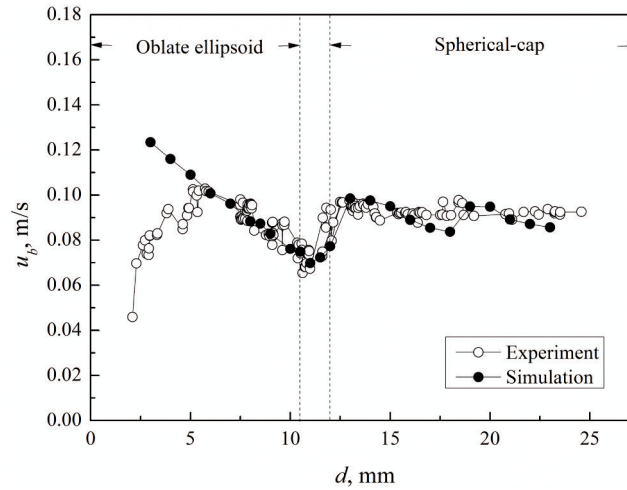 0.18
0.16
0.14
0.12
0.10
0.08
0.06
0.04
0.02
0.00
u_b, m/s
Oblate ellipsoid
Spherical-cap
Experiment
Simulation
0 5 10 15 20 25
d, mm